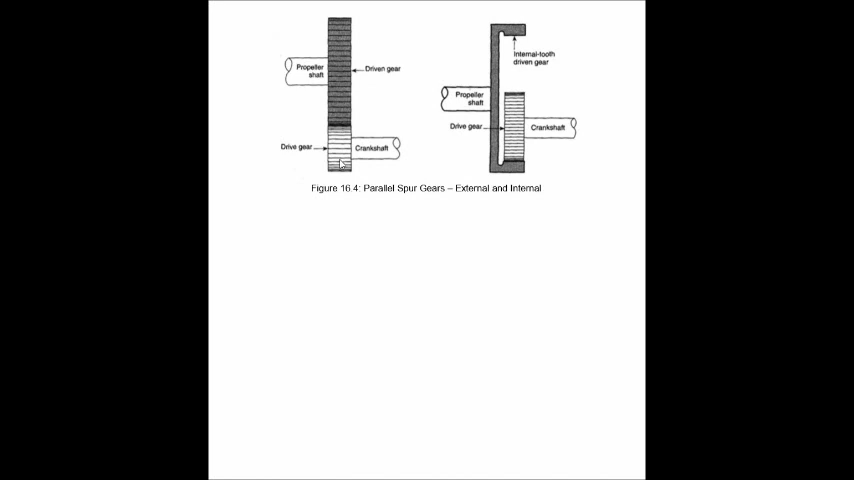 Propeller
shaft
Driven gear
Drive gear
Crankshaft
Internal-tooth
driven gear
Propeller
shaft
Drive gear
Crankshaft
Figure 16.4: Parallel Spur Gears – External and Internal